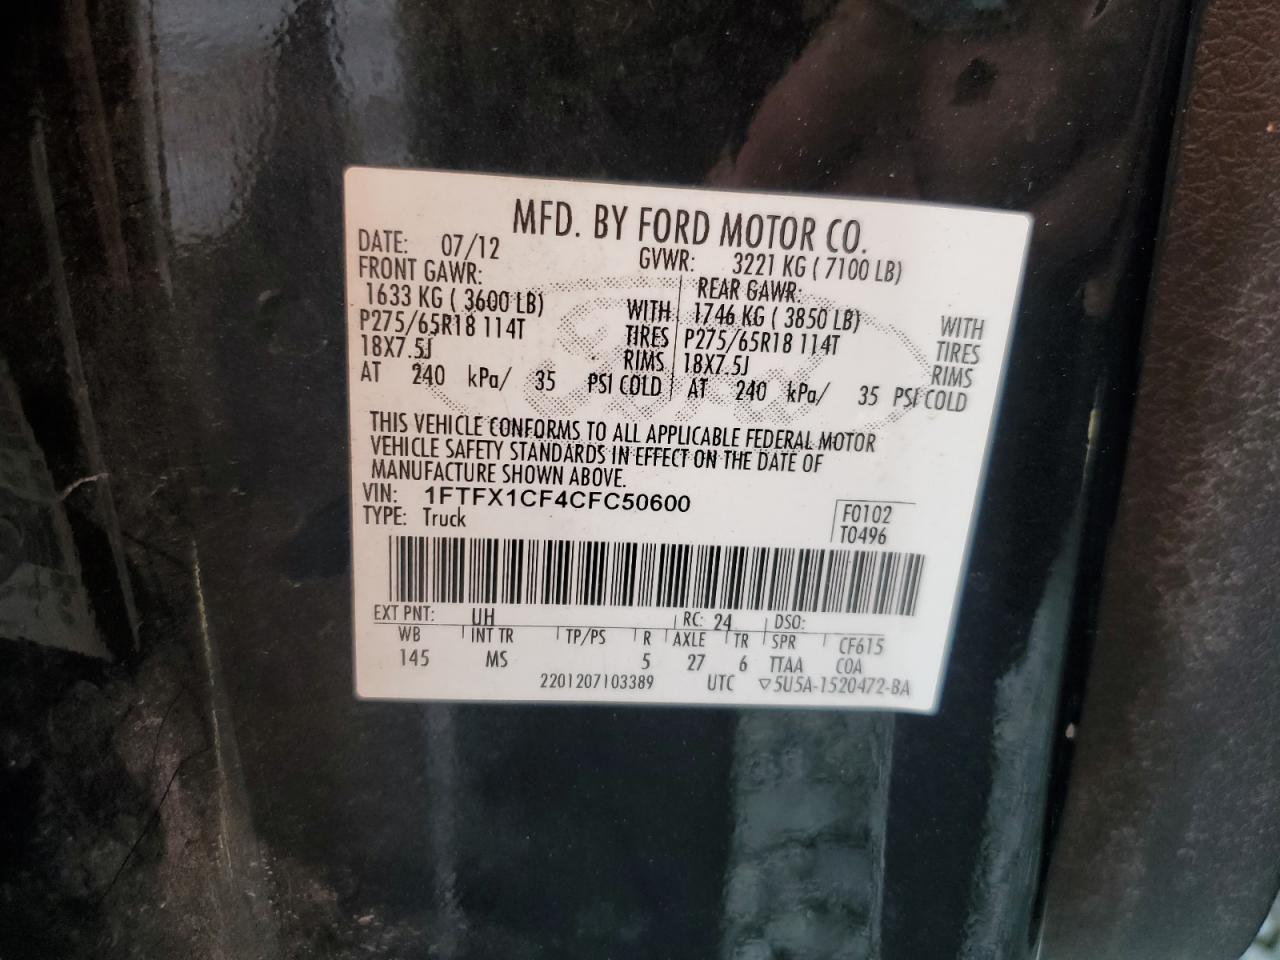 MFD. BY FORD MOTOR CO.
DATE: 07/12 GVWR: 3221 KG ( 7100 LB)
FRONT GAWR: REAR GAWR:
1633 KG ( 3600 LB) WITH 1746 KG ( 3850 LB) WITH
P275/65R18 114T TIRES P275/65R18 114T TIRES
18X7.5J RIMS 18X7.5J RIMS
AT 240 kPa/ 35 PSI COLD AT 240 kPa/ 35 PSI COLD
THIS VEHICLE CONFORMS TO ALL APPLICABLE FEDERAL MOTOR
VEHICLE SAFETY STANDARDS IN EFFECT ON THE DATE OF
MANUFACTURE SHOWN ABOVE.
VIN: 1FTFX1CF4CFC50600
TYPE: Truck
F0102
T0496
EXT PNT: UH RC: 24 DSO:
WB INT TR TP/PS R AXLE TR SPR CF615
145 MS 5 27 6 TTAA COA
2201207103389 UTC ▽5U5A-1520472-BA